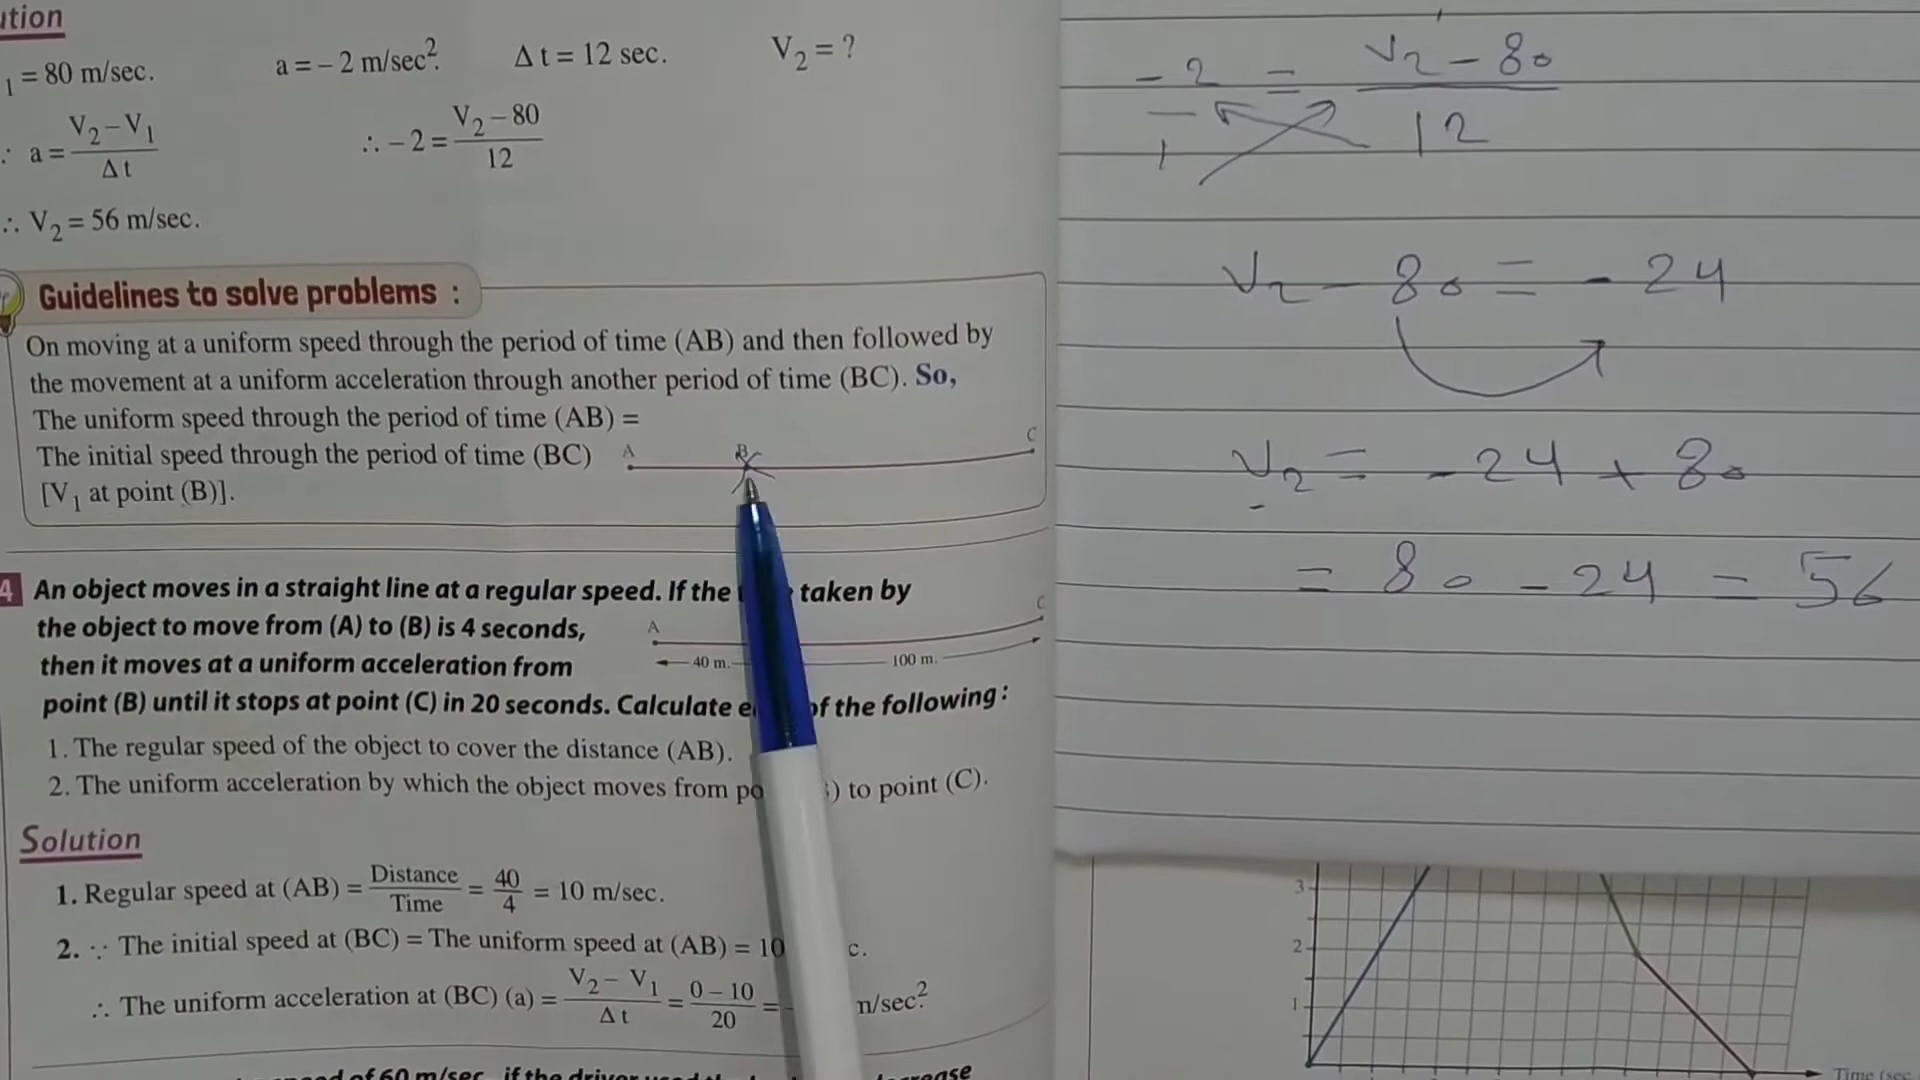 ution
1 = 80 m/sec. a = – 2 m/sec². Δ t = 12 sec. V₂ = ?
∵ a = V₂ – V₁ / Δ t ∴ – 2 = V₂ – 80 / 12
∴ V₂ = 56 m/sec.
Guidelines to solve problems :
On moving at a uniform speed through the period of time (AB) and then followed by
the movement at a uniform acceleration through another period of time (BC). So,
The uniform speed through the period of time (AB) =
The initial speed through the period of time (BC) A B C
[V₁ at point (B)].
4 An object moves in a straight line at a regular speed. If the taken by
the object to move from (A) to (B) is 4 seconds, A C
then it moves at a uniform acceleration from 40 m. 100 m.
point (B) until it stops at point (C) in 20 seconds. Calculate of the following :
1. The regular speed of the object to cover the distance (AB).
2. The uniform acceleration by which the object moves from ) to point (C).
Solution
1. Regular speed at (AB) = Distance / Time = 40 / 4 = 10 m/sec.
2. ∵ The initial speed at (BC) = The uniform speed at (AB) = 10 c.
∴ The uniform acceleration at (BC) (a) = V₂ – V₁ / Δ t = 0 – 10 / 20 = – m/sec².
of 60 m/sec., if the driver
– 2 = V₂ – 80
1 12
V₂ – 80 = – 24
V₂ = – 24 + 80
= 80 – 24 = 56
3
2
1
Time (sec